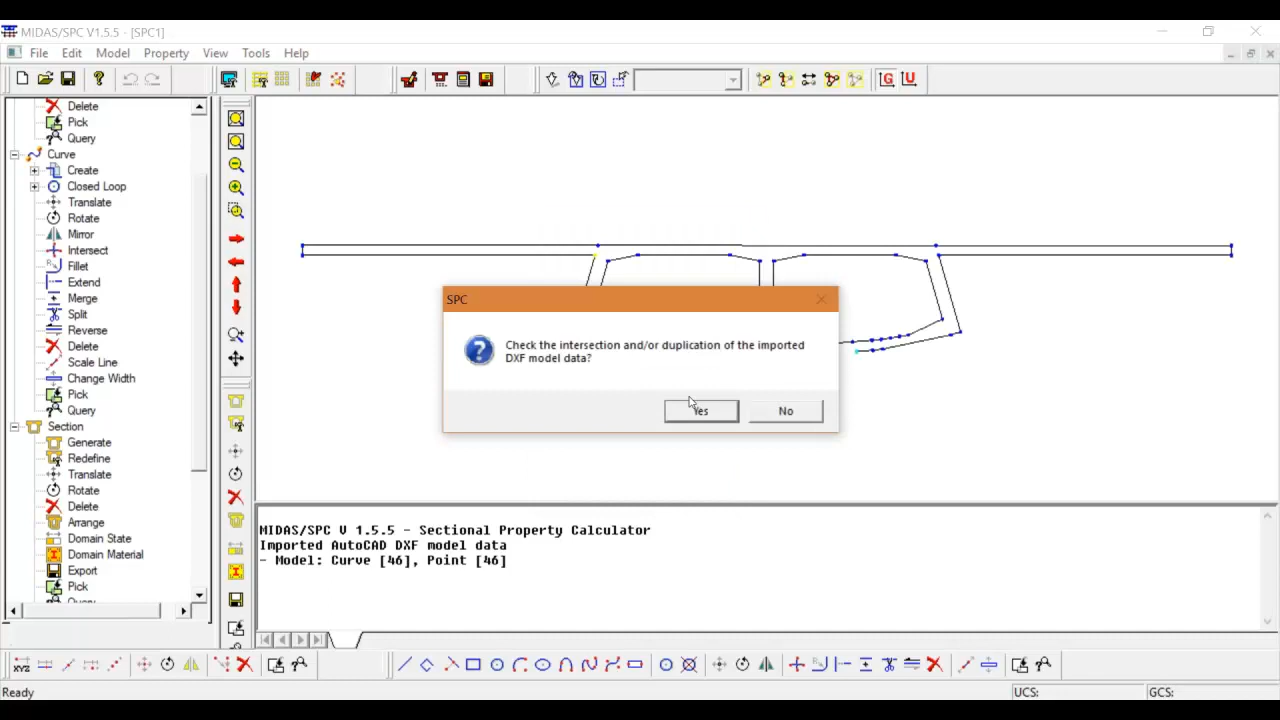 MIDAS/SPC V1.5.5 - [SPC1]
File Edit Model Property View Tools Help
Delete
Pick
Query
Curve
Create
Closed Loop
Translate
Rotate
Mirror
Intersect
Fillet
Extend
Merge
Split
Reverse
Delete
Scale Line
Change Width
Pick
Query
Section
Generate
Redefine
Translate
Rotate
Delete
Arrange
Domain State
Domain Material
Export
Pick
SPC
Check the intersection and/or duplication of the imported
DXF model data?
Yes No
MIDAS/SPC V 1.5.5 - Sectional Property Calculator
Imported AutoCAD DXF model data
- Model: Curve [46], Point [46]
XYZ
Ready UCS: GCS: